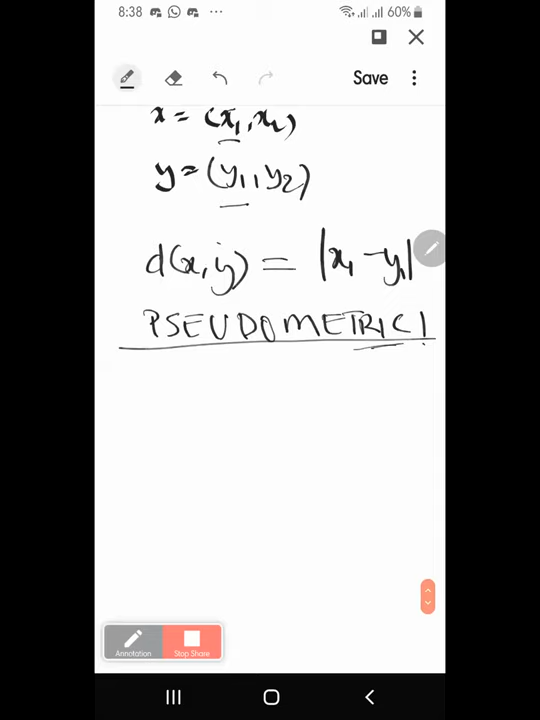 8:38 ... 60%
Save
x = (x1, x2)
y = (y1, y2)
d(x, y) = |x1 - y1|
PSEUDOMETRIC!
Annotation Stop Share